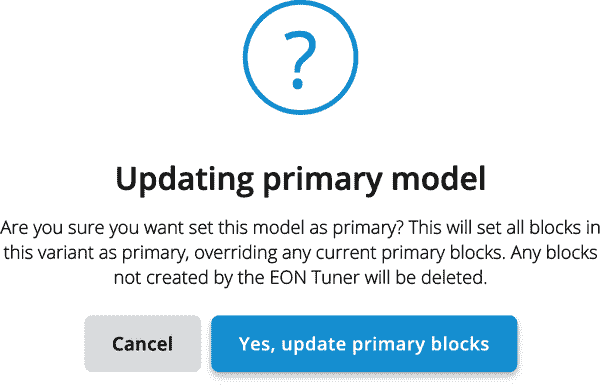 ?
Updating primary model
Are you sure you want set this model as primary? This will set all blocks in
this variant as primary, overriding any current primary blocks. Any blocks
not created by the EON Tuner will be deleted.
Cancel
Yes, update primary blocks